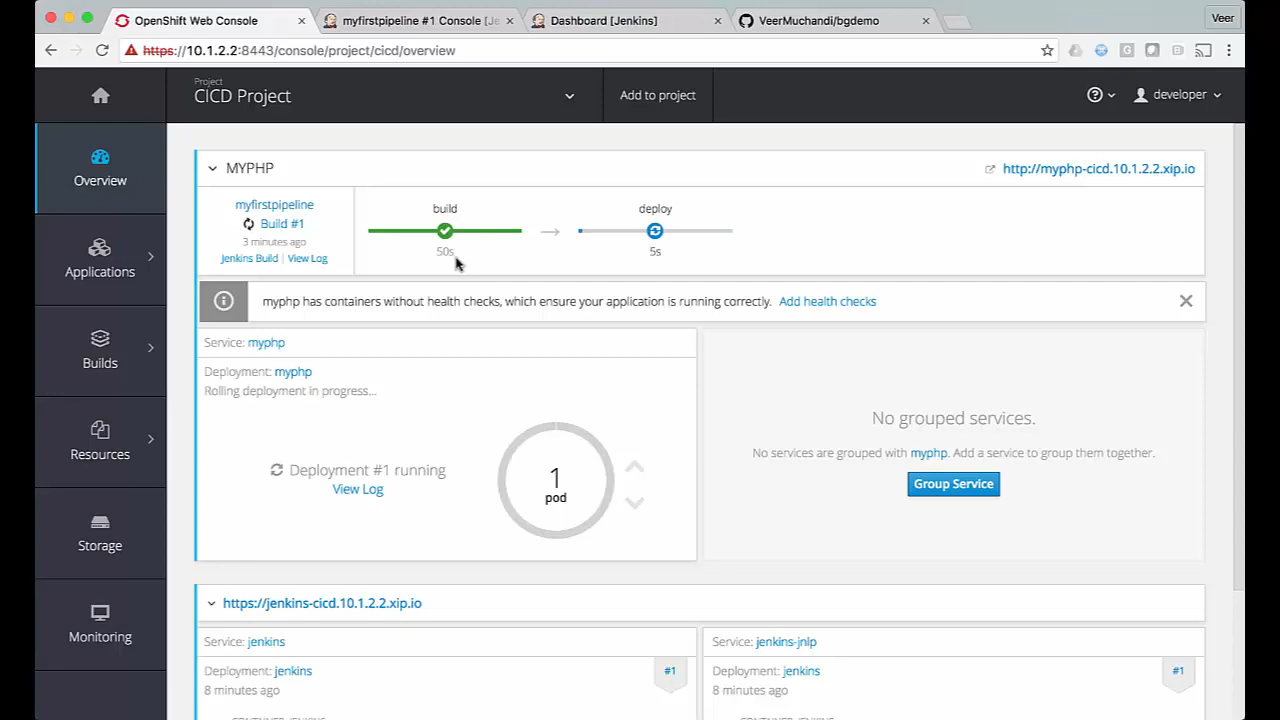 OpenShift Web Console
myfirstpipeline #1 Console [Je
Dashboard [Jenkins]
VeerMuchandi/bgdemo
Veer
https://10.1.2.2:8443/console/project/cicd/overview
Project
CICD Project
Add to project
developer
Overview
Applications
Builds
Resources
Storage
Monitoring
MYPHP
http://myphp-cicd.10.1.2.2.xip.io
myfirstpipeline
Build #1
3 minutes ago
Jenkins Build | View Log
build
50s
deploy
5s
myphp has containers without health checks, which ensure your application is running correctly. Add health checks
Service: myphp
Deployment: myphp
Rolling deployment in progress...
Deployment #1 running
View Log
1
pod
No grouped services.
No services are grouped with myphp. Add a service to group them together.
Group Service
https://jenkins-cicd.10.1.2.2.xip.io
Service: jenkins
Deployment: jenkins
8 minutes ago
#1
CONTAINER: JENKINS
Service: jenkins-jnlp
Deployment: jenkins
8 minutes ago
#1
CONTAINER: JENKINS